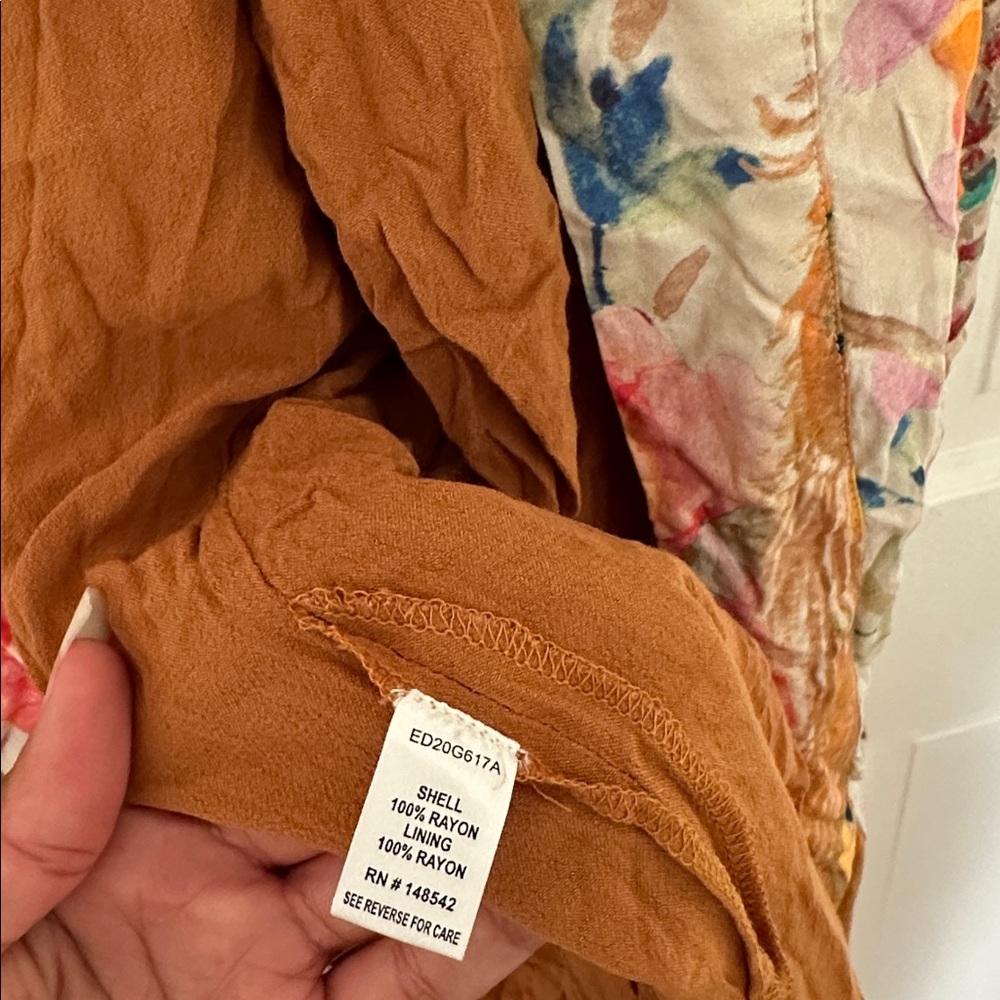 ED20G617A
SHELL
100% RAYON
LINING
100% RAYON
RN # 148542
SEE REVERSE FOR CARE